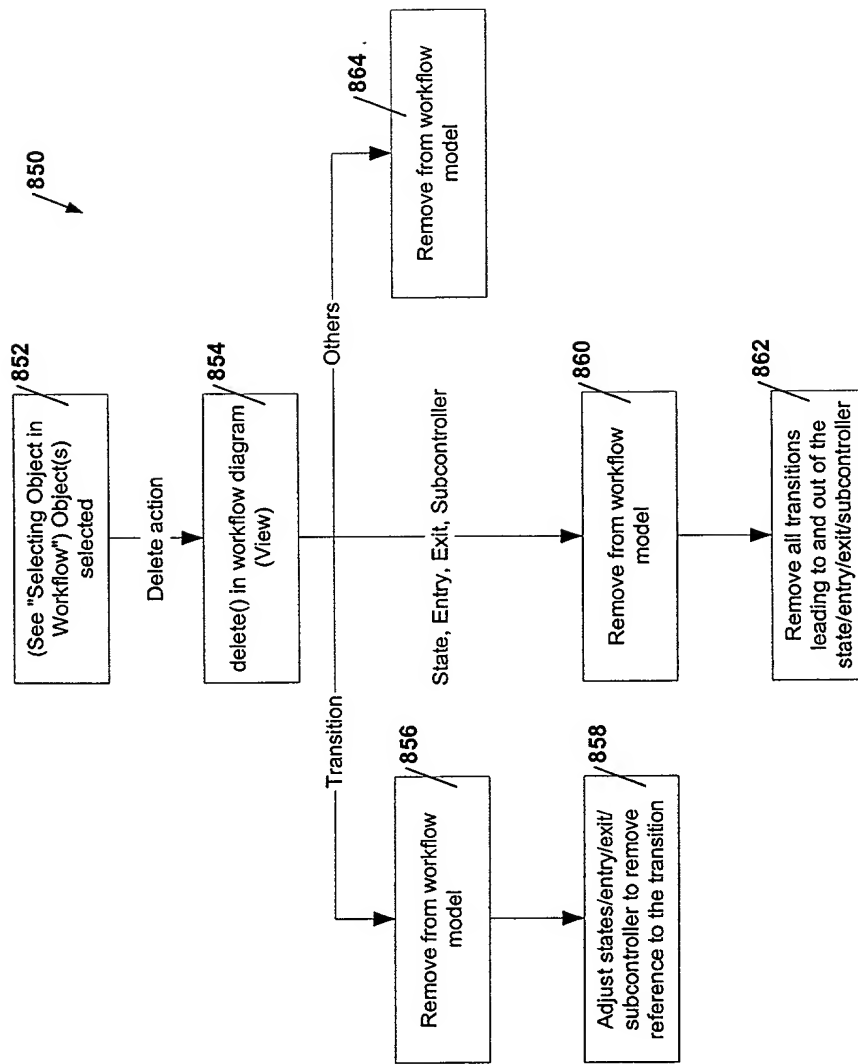 850
852
(See "Selecting Object in
Workflow") Object(s)
selected
Delete action
854
delete() in workflow diagram
(View)
Transition
State, Entry, Exit, Subcontroller
Others
856
Remove from workflow
model
858
Adjust states/entry/exit/
subcontroller to remove
reference to the transition
860
Remove from workflow
model
862
Remove all transitions
leading to and out of the
state/entry/exit/subcontroller
864
Remove from workflow
model